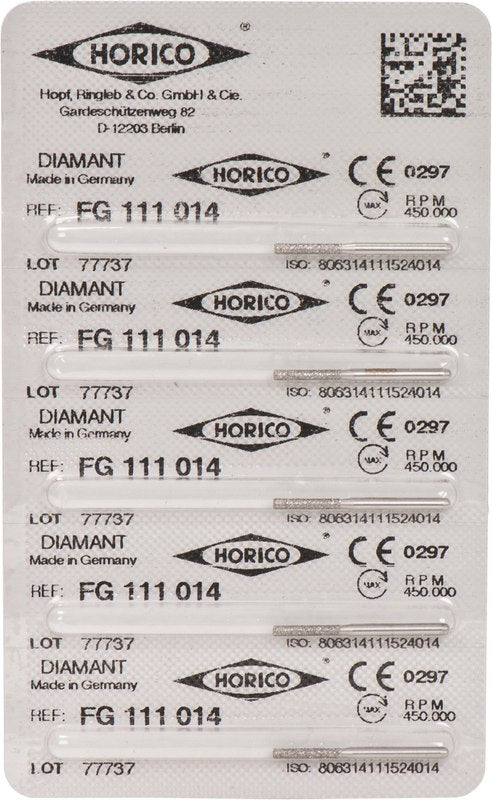 HORICO ®
Hopf, Ringleb & Co. GmbH & Cie.
Gardeschützenweg 82
D-12203 Berlin
DIAMANT HORICO ® CE 0297
Made in Germany
REF: FG 111 014 MAX RPM 450.000
LOT 77737 ISO: 806314111524014
DIAMANT HORICO ® CE 0297
Made in Germany
REF: FG 111 014 MAX RPM 450.000
LOT 77737 ISO: 806314111524014
DIAMANT HORICO ® CE 0297
Made in Germany
REF: FG 111 014 MAX RPM 450.000
LOT 77737 ISO: 806314111524014
DIAMANT HORICO ® CE 0297
Made in Germany
REF: FG 111 014 MAX RPM 450.000
LOT 77737 ISO: 806314111524014
DIAMANT HORICO ® CE 0297
Made in Germany
REF: FG 111 014 MAX RPM 450.000
LOT 77737 ISO: 806314111524014